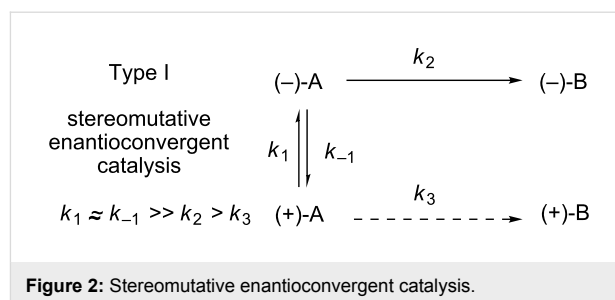 Type I
stereomutative
enantioconvergent
catalysis
k1 ≈ k−1 >> k2 > k3
(–)-A
k2
(–)-B
k1
k−1
(+)-A
k3
(+)-B
Figure 2: Stereomutative enantioconvergent catalysis.